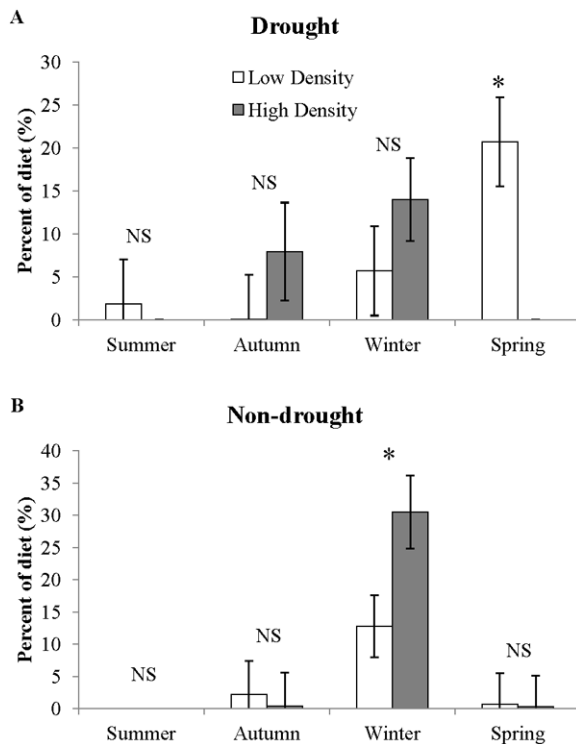 A
Drought
Percent of diet (%)
30
25
20
15
10
5
0
Low Density
High Density
NS
NS
NS
*
Summer Autumn Winter Spring
B
Non-drought
Percent of diet (%)
40
35
30
25
20
15
10
5
0
NS
NS
*
NS
Summer Autumn Winter Spring